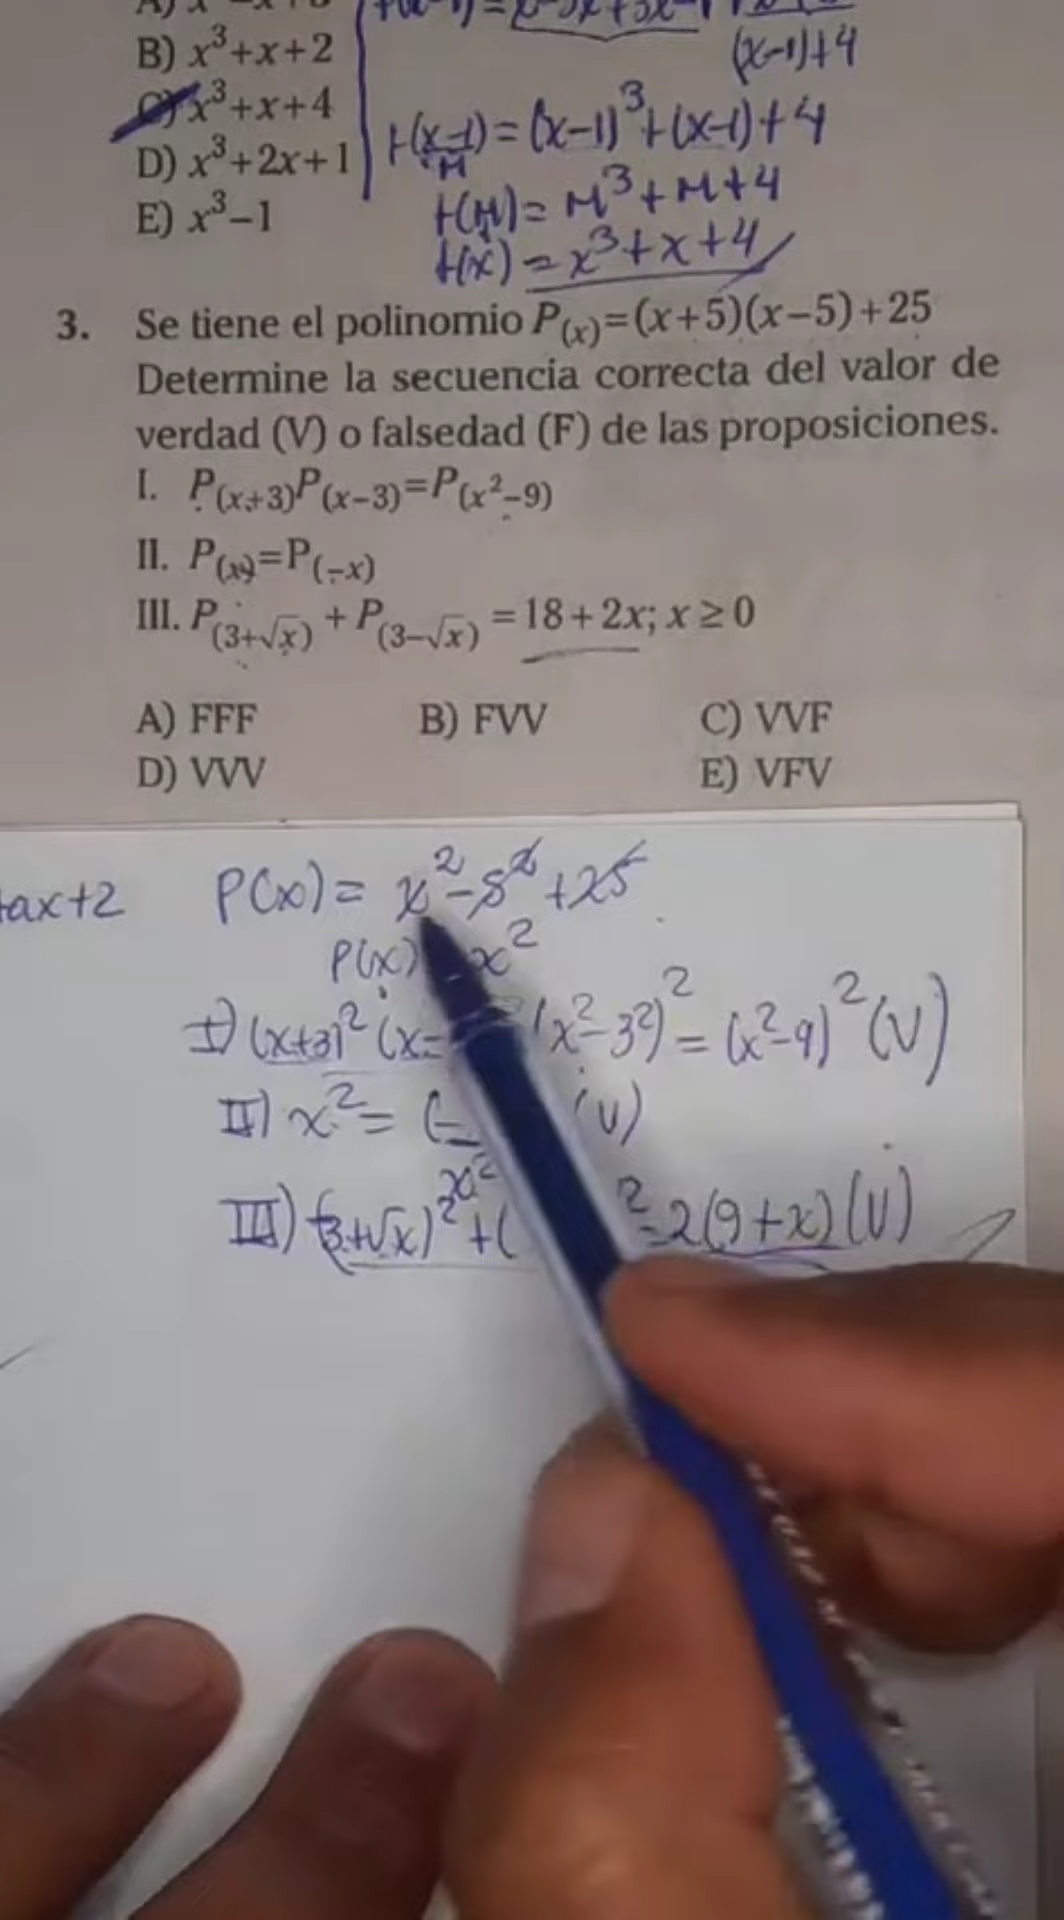 B) x³+x+2
(x-1)+4
C) x³+x+4
f(x-1) = (x-1)³+(x-1)+4
M
D) x³+2x+1
f(M) = M³+M+4
E) x³-1
f(x) = x³+x+4
3. Se tiene el polinomio P(x)=(x+5)(x-5)+25
Determine la secuencia correcta del valor de
verdad (V) o falsedad (F) de las proposiciones.
I. P(x+3)P(x-3)=P(x²-9)
II. P(x)=P(-x)
III. P(3+√x) + P(3-√x) = 18+2x; x ≥ 0
A) FFF B) FVV C) VVF
D) VVV E) VFV
ax+2 P(x) = x²-5²+25
P(x) x²
I) (x+3)² (x- (x²-3²)² = (x²-9)² (V)
II) x² = (- (V)
x²
III) (3+√x)² + ( ² = 2(9+x) (V)